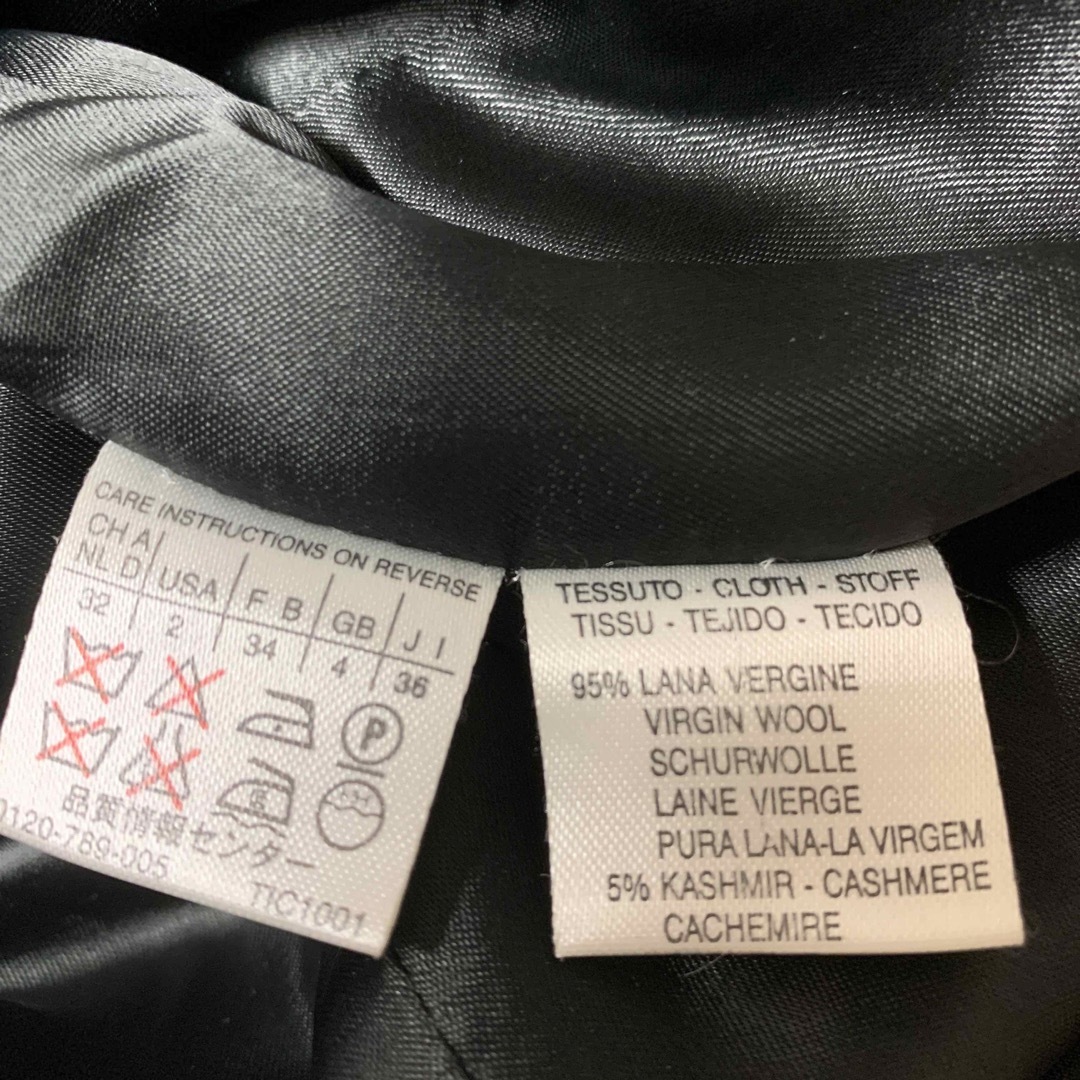 CARE INSTRUCTIONS ON REVERSE
CH A
NL D USA F B GB J I
32 2 34 4 36
P
品質情報センター
0120-789-005 TIC1001
TESSUTO - CLOTH - STOFF
TISSU - TEJIDO - TECIDO
95% LANA VERGINE
VIRGIN WOOL
SCHURWOLLE
LAINE VIERGE
PURA LANA-LA VIRGEM
5% KASHMIR - CASHMERE
CACHEMIRE